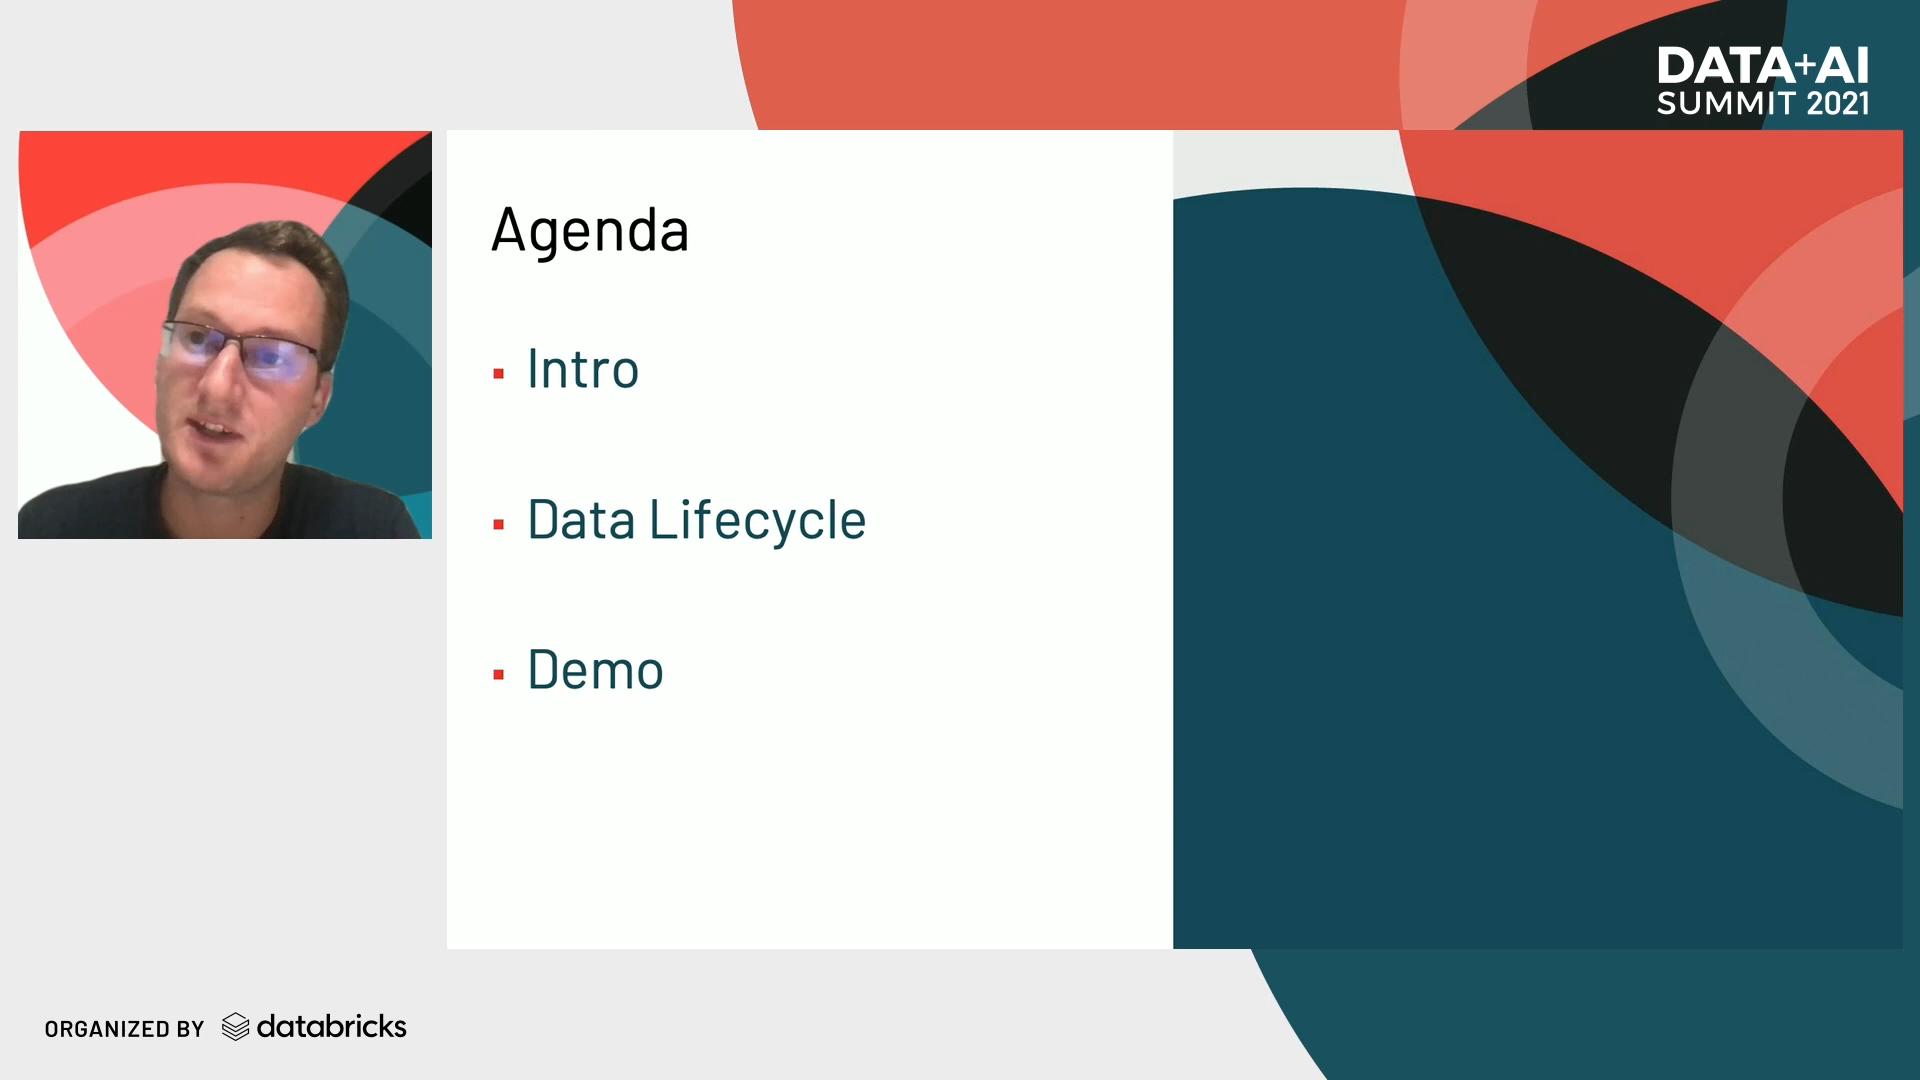 DATA+AI
SUMMIT 2021
Agenda
▪ Intro
▪ Data Lifecycle
▪ Demo
ORGANIZED BY databricks